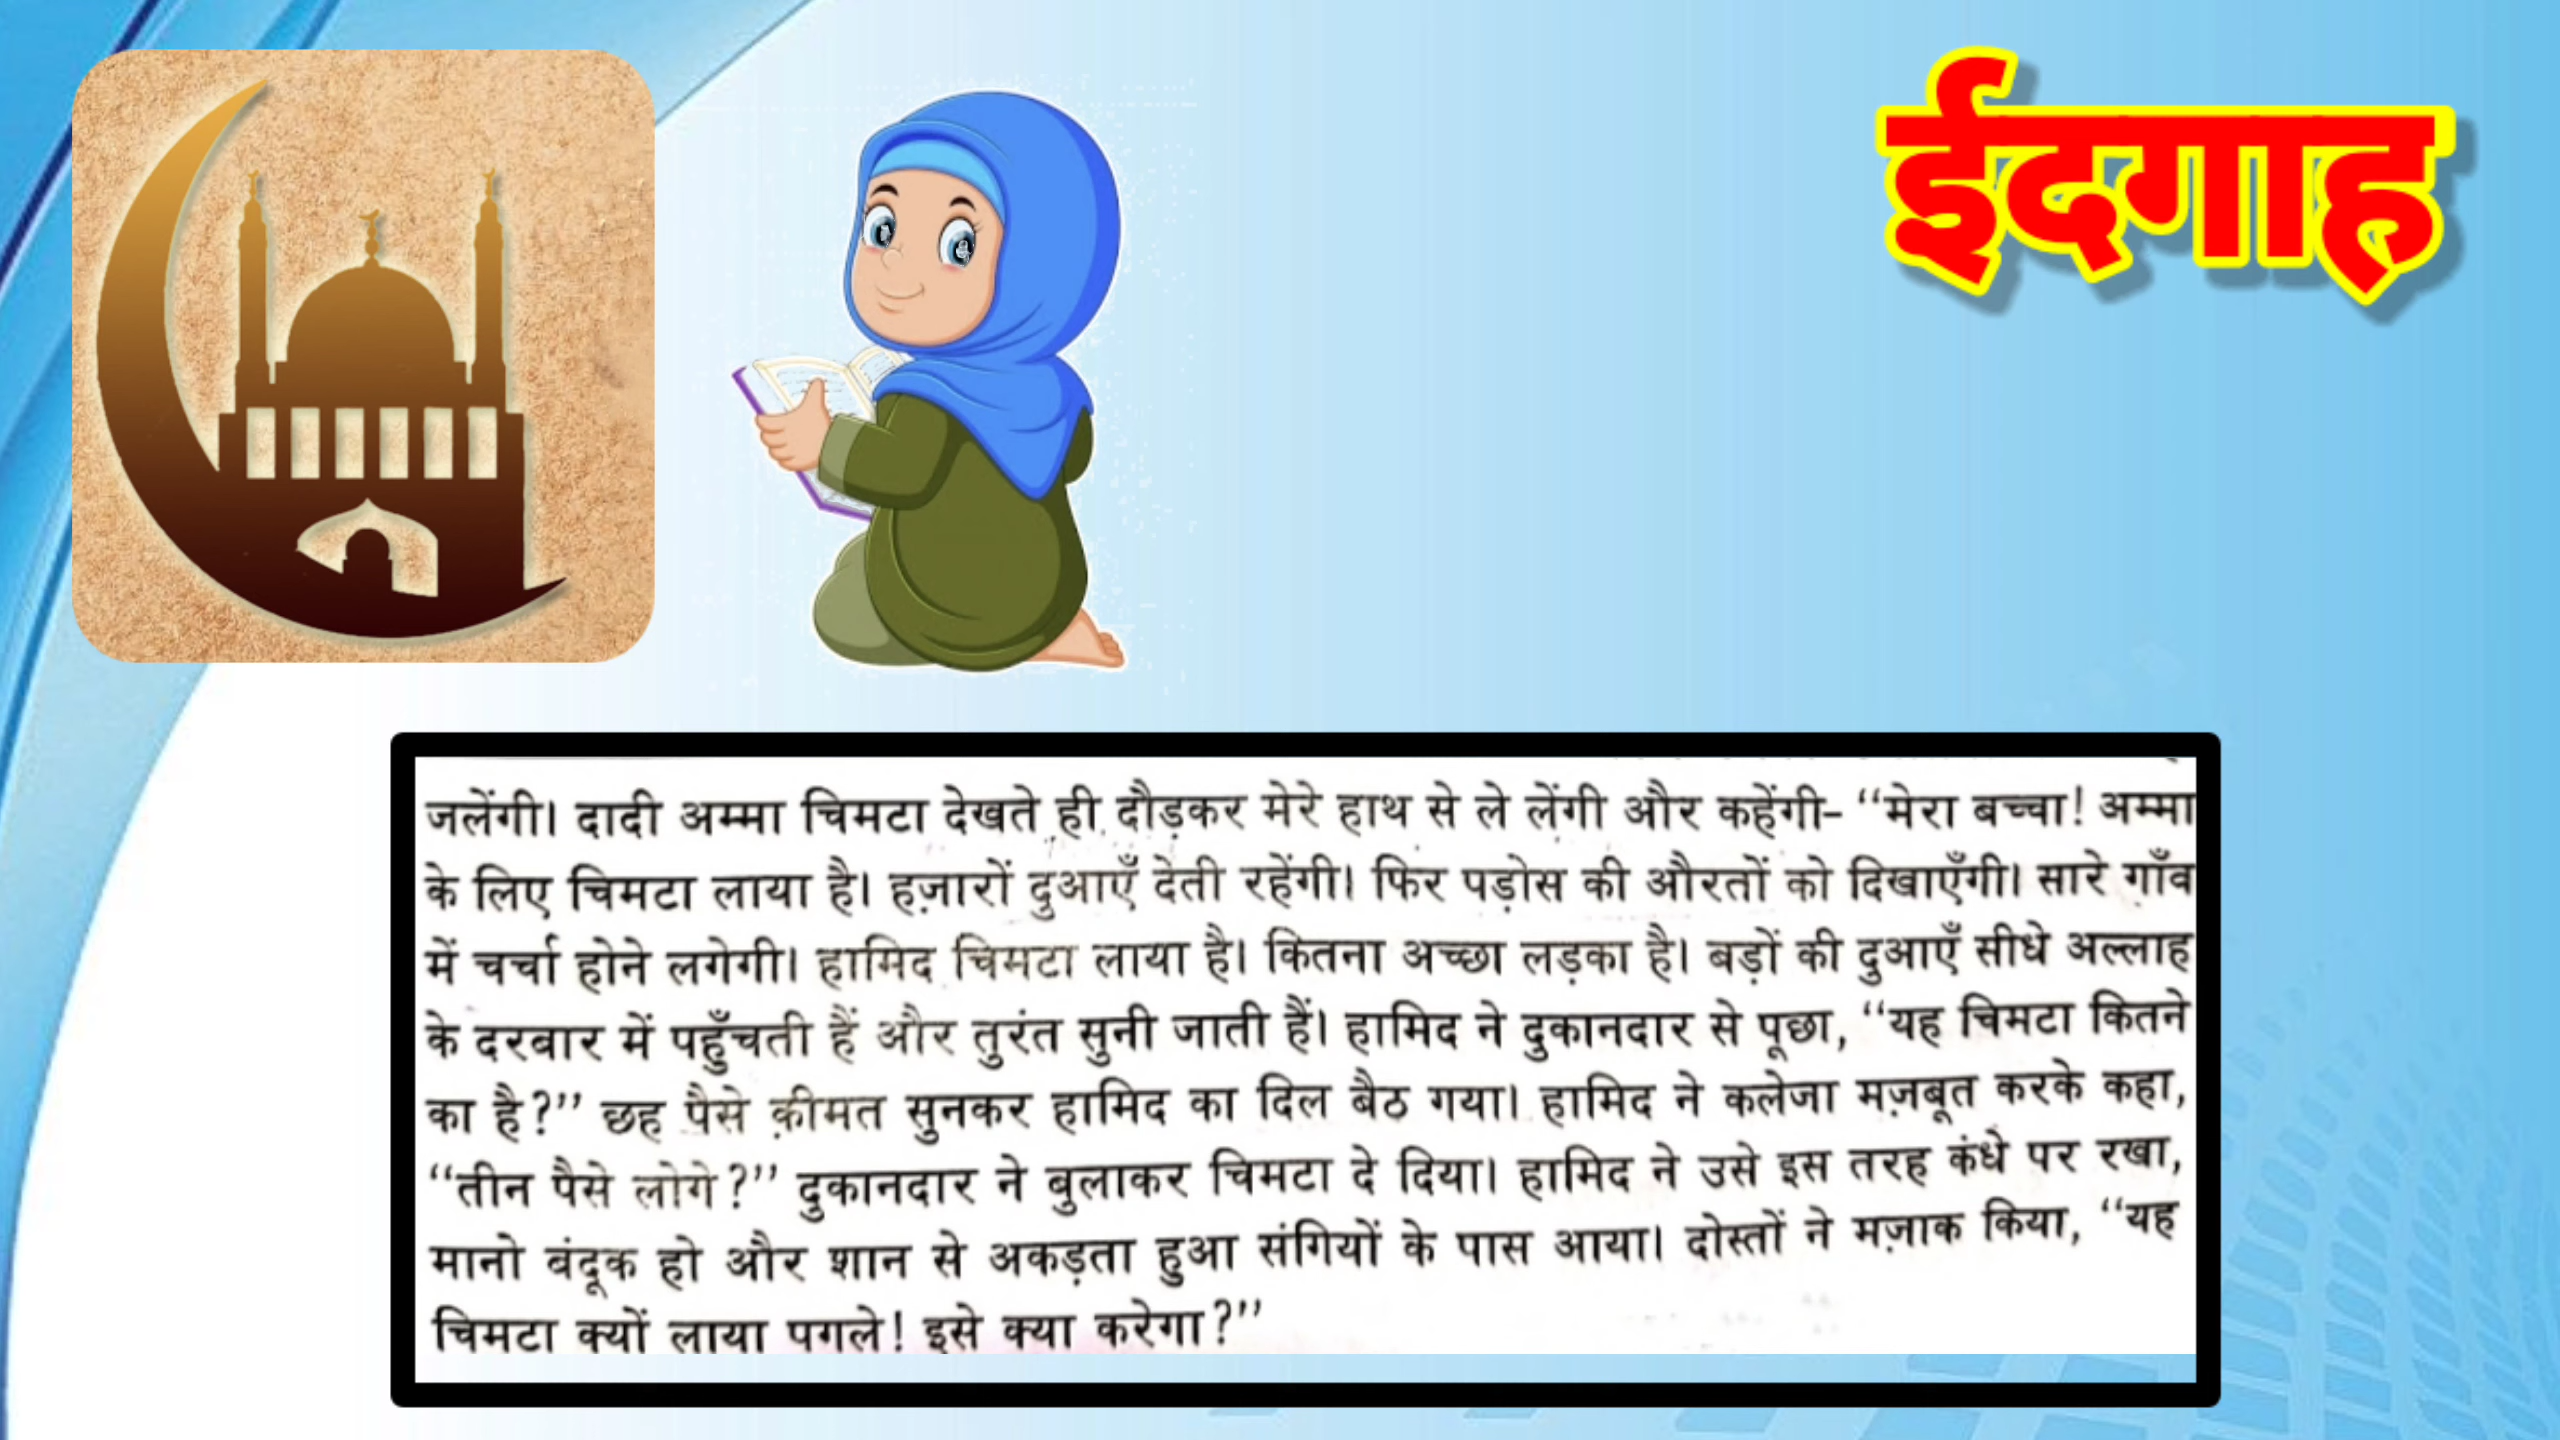 ईदगाह
जलेंगी। दादी अम्मा चिमटा देखते ही दौड़कर मेरे हाथ से ले लेंगी और कहेंगी- “मेरा बच्चा! अम्मा
के लिए चिमटा लाया है। हज़ारों दुआएँ देती रहेंगी। फिर पड़ोस की औरतों को दिखाएँगी। सारे गाँव
में चर्चा होने लगेगी। हामिद चिमटा लाया है। कितना अच्छा लड़का है। बड़ों की दुआएँ सीधे अल्लाह
के दरबार में पहुँचती हैं और तुरंत सुनी जाती हैं। हामिद ने दुकानदार से पूछा, “यह चिमटा कितने
का है?” छह पैसे क़ीमत सुनकर हामिद का दिल बैठ गया। हामिद ने कलेजा मज़बूत करके कहा,
“तीन पैसे लोगे?” दुकानदार ने बुलाकर चिमटा दे दिया। हामिद ने उसे इस तरह कंधे पर रखा,
मानो बंदूक हो और शान से अकड़ता हुआ संगियों के पास आया। दोस्तों ने मज़ाक किया, “यह
चिमटा क्यों लाया पगले! इसे क्या करेगा?”